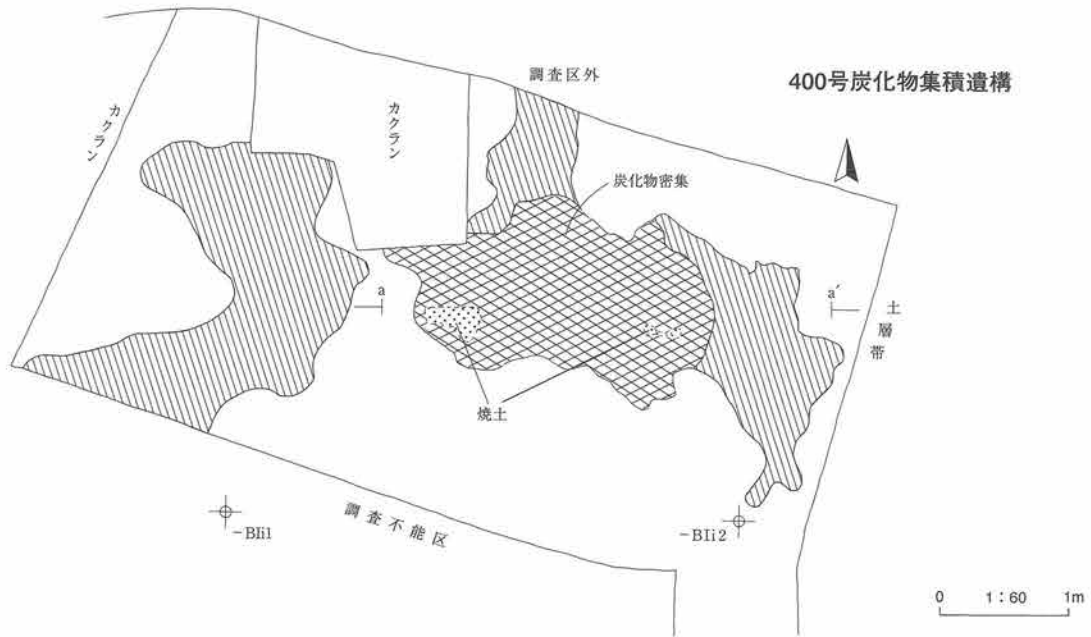 400号炭化物集積遺構
調査区外
カクラン
カクラン
炭化物密集
a
a′
土層帯
焼土
調査不能区
-BIi1
-BIi2
0 1:60 1m